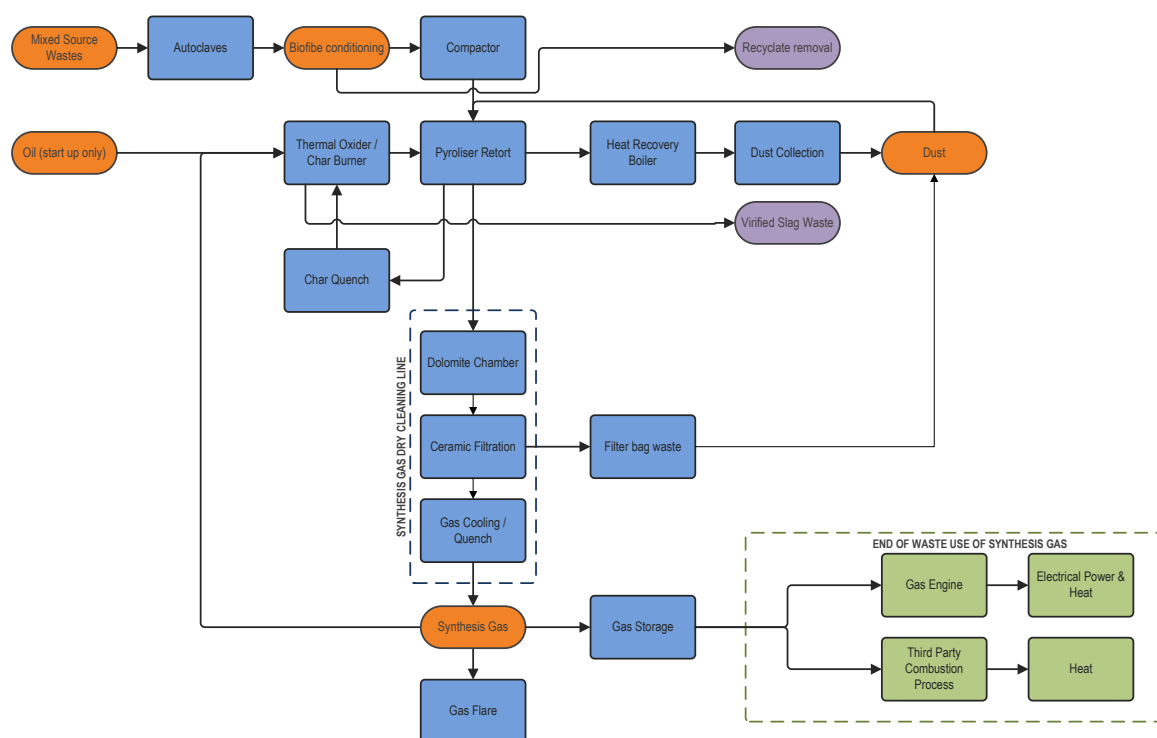 Mixed Source
Wastes
Autoclaves
Biofibe conditioning
Compactor
Recyclate removal
Oil (start up only)
Thermal Oxider /
Char Burner
Pyroliser Retort
Heat Recovery
Boiler
Dust Collection
Dust
Virified Slag Waste
Char Quench
SYNTHESIS GAS DRY CLEANING LINE
Dolomite Chamber
Ceramic Filtration
Filter bag waste
Gas Cooling /
Quench
END OF WASTE USE OF SYNTHESIS GAS
Gas Engine
Electrical Power &
Heat
Synthesis Gas
Gas Storage
Third Party
Combustion
Process
Heat
Gas Flare